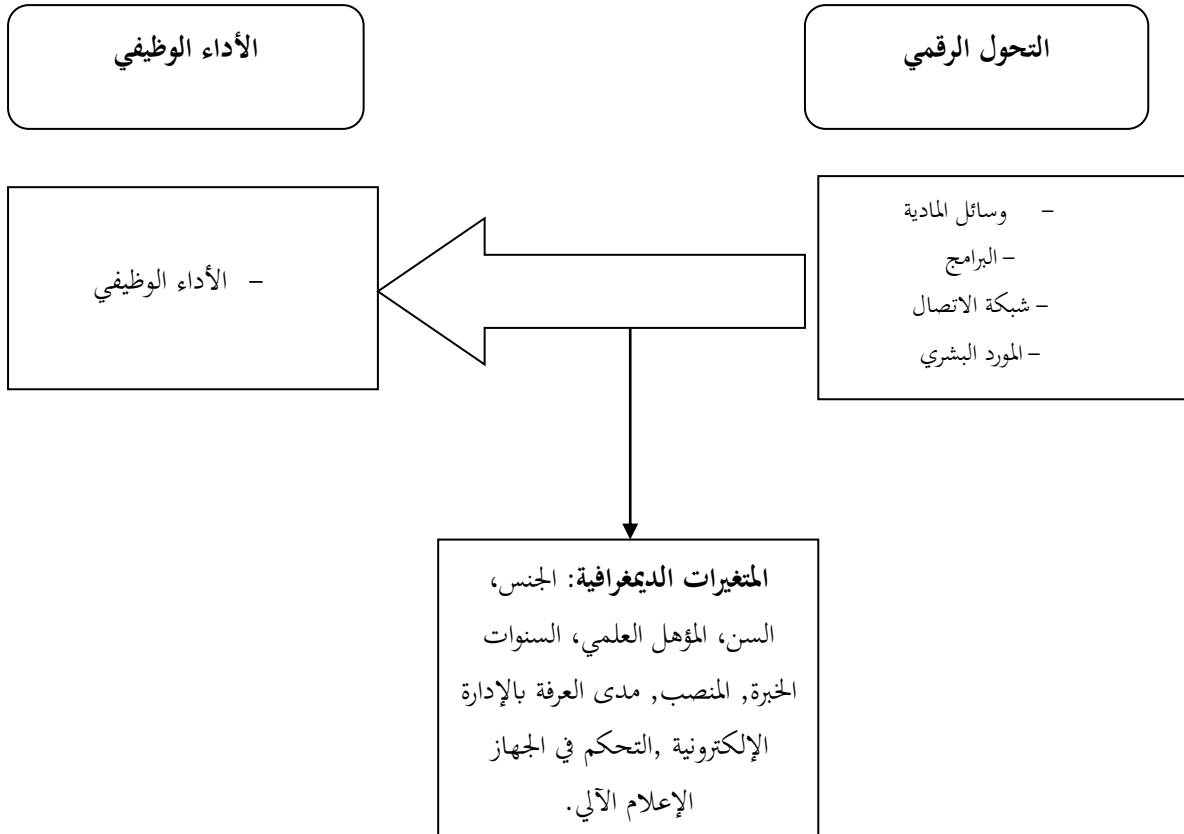 التحول الرقمي
الأداء الوظيفي
– وسائل المادية
– البرامج
– شبكة الاتصال
– المورد البشري
– الأداء الوظيفي
المتغيرات الديمغرافية: الجنس،
السن، المؤهل العلمي، السنوات
الخبرة, المنصب, مدى العرفة بالإدارة
الإلكترونية ,التحكم في الجهاز
الإعلام الآلي.